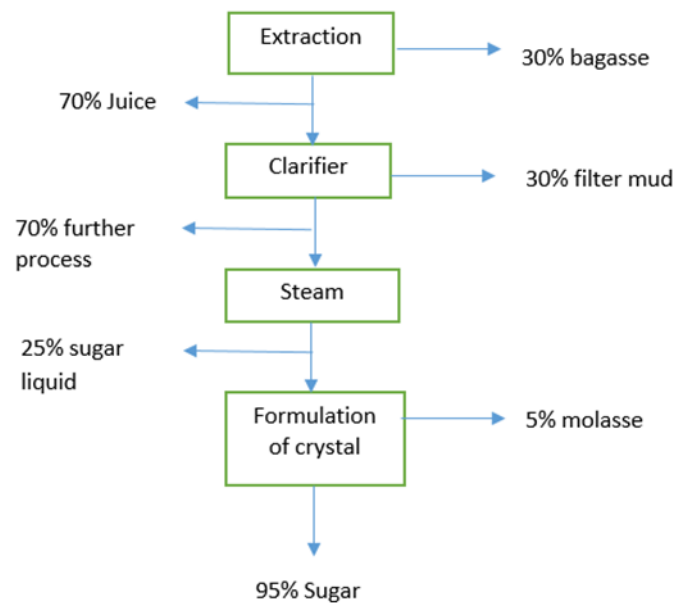 Extraction
30% bagasse
70% Juice
Clarifier
30% filter mud
70% further
process
Steam
25% sugar
liquid
Formulation
of crystal
5% molasse
95% Sugar